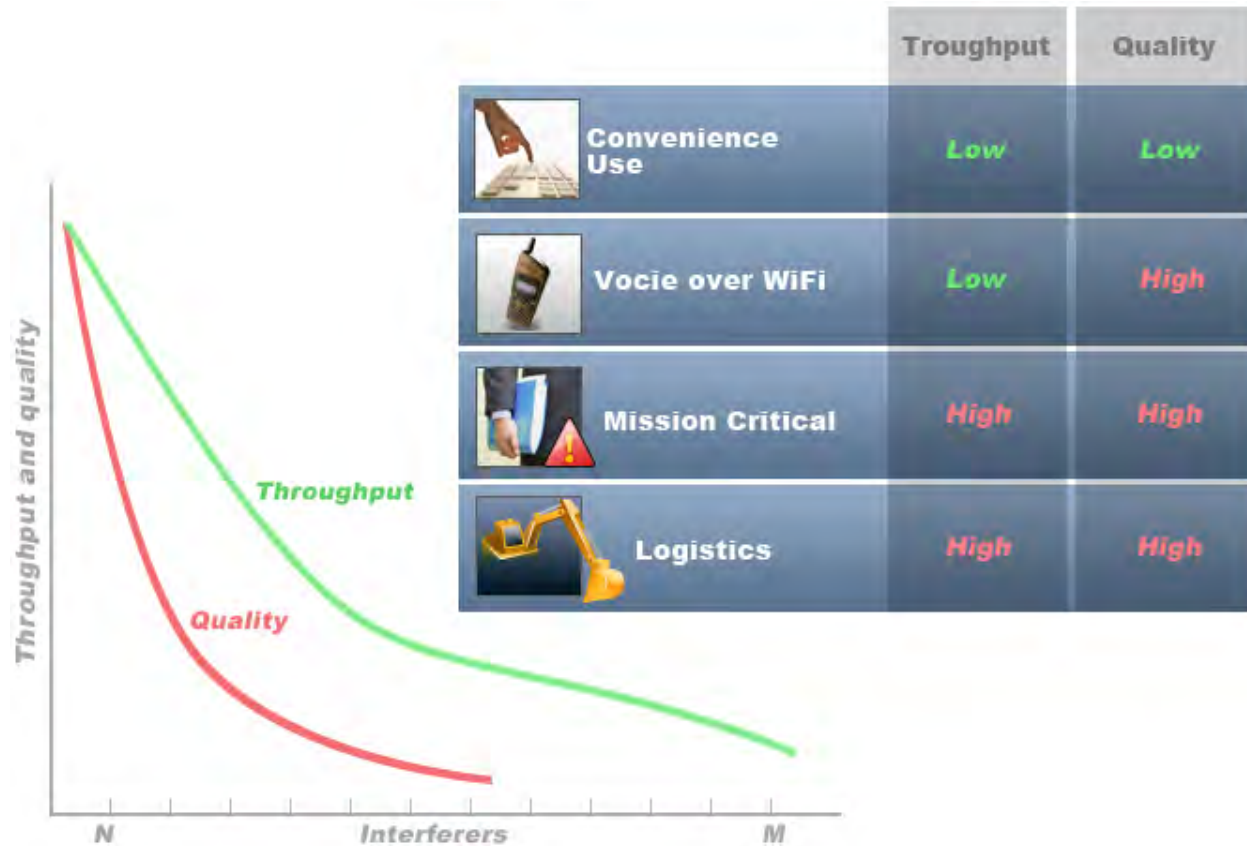 Troughput
Quality
Convenience
Use
Low
Low
Vocie over WiFi
Low
High
Mission Critical
High
High
Logistics
High
High
Throughput and quality
Throughput
Quality
N
Interferers
M